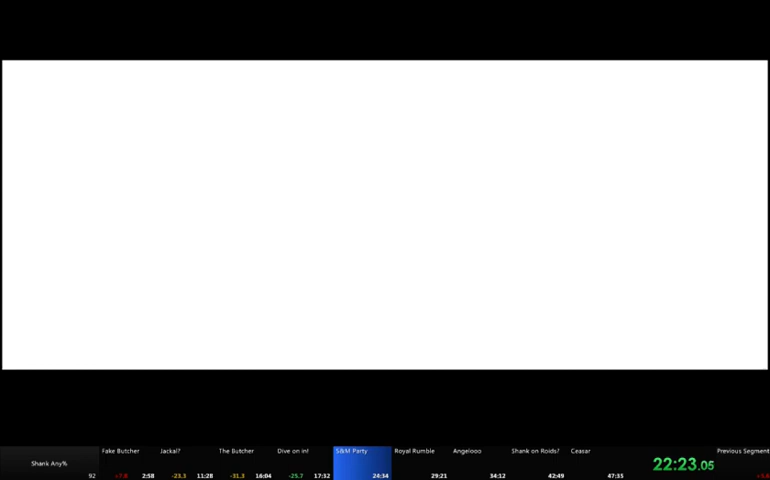 Shank Any%
92
Fake Butcher
+7.8 2:58
Jackal?
-23.3 11:28
The Butcher
-31.3 16:04
Dive on in!
-25.7 17:32
S&M Party
24:34
Royal Rumble
29:21
Angelooo
34:12
Shank on Roids?
42:49
Ceasar
47:35
22:23.05
Previous Segment